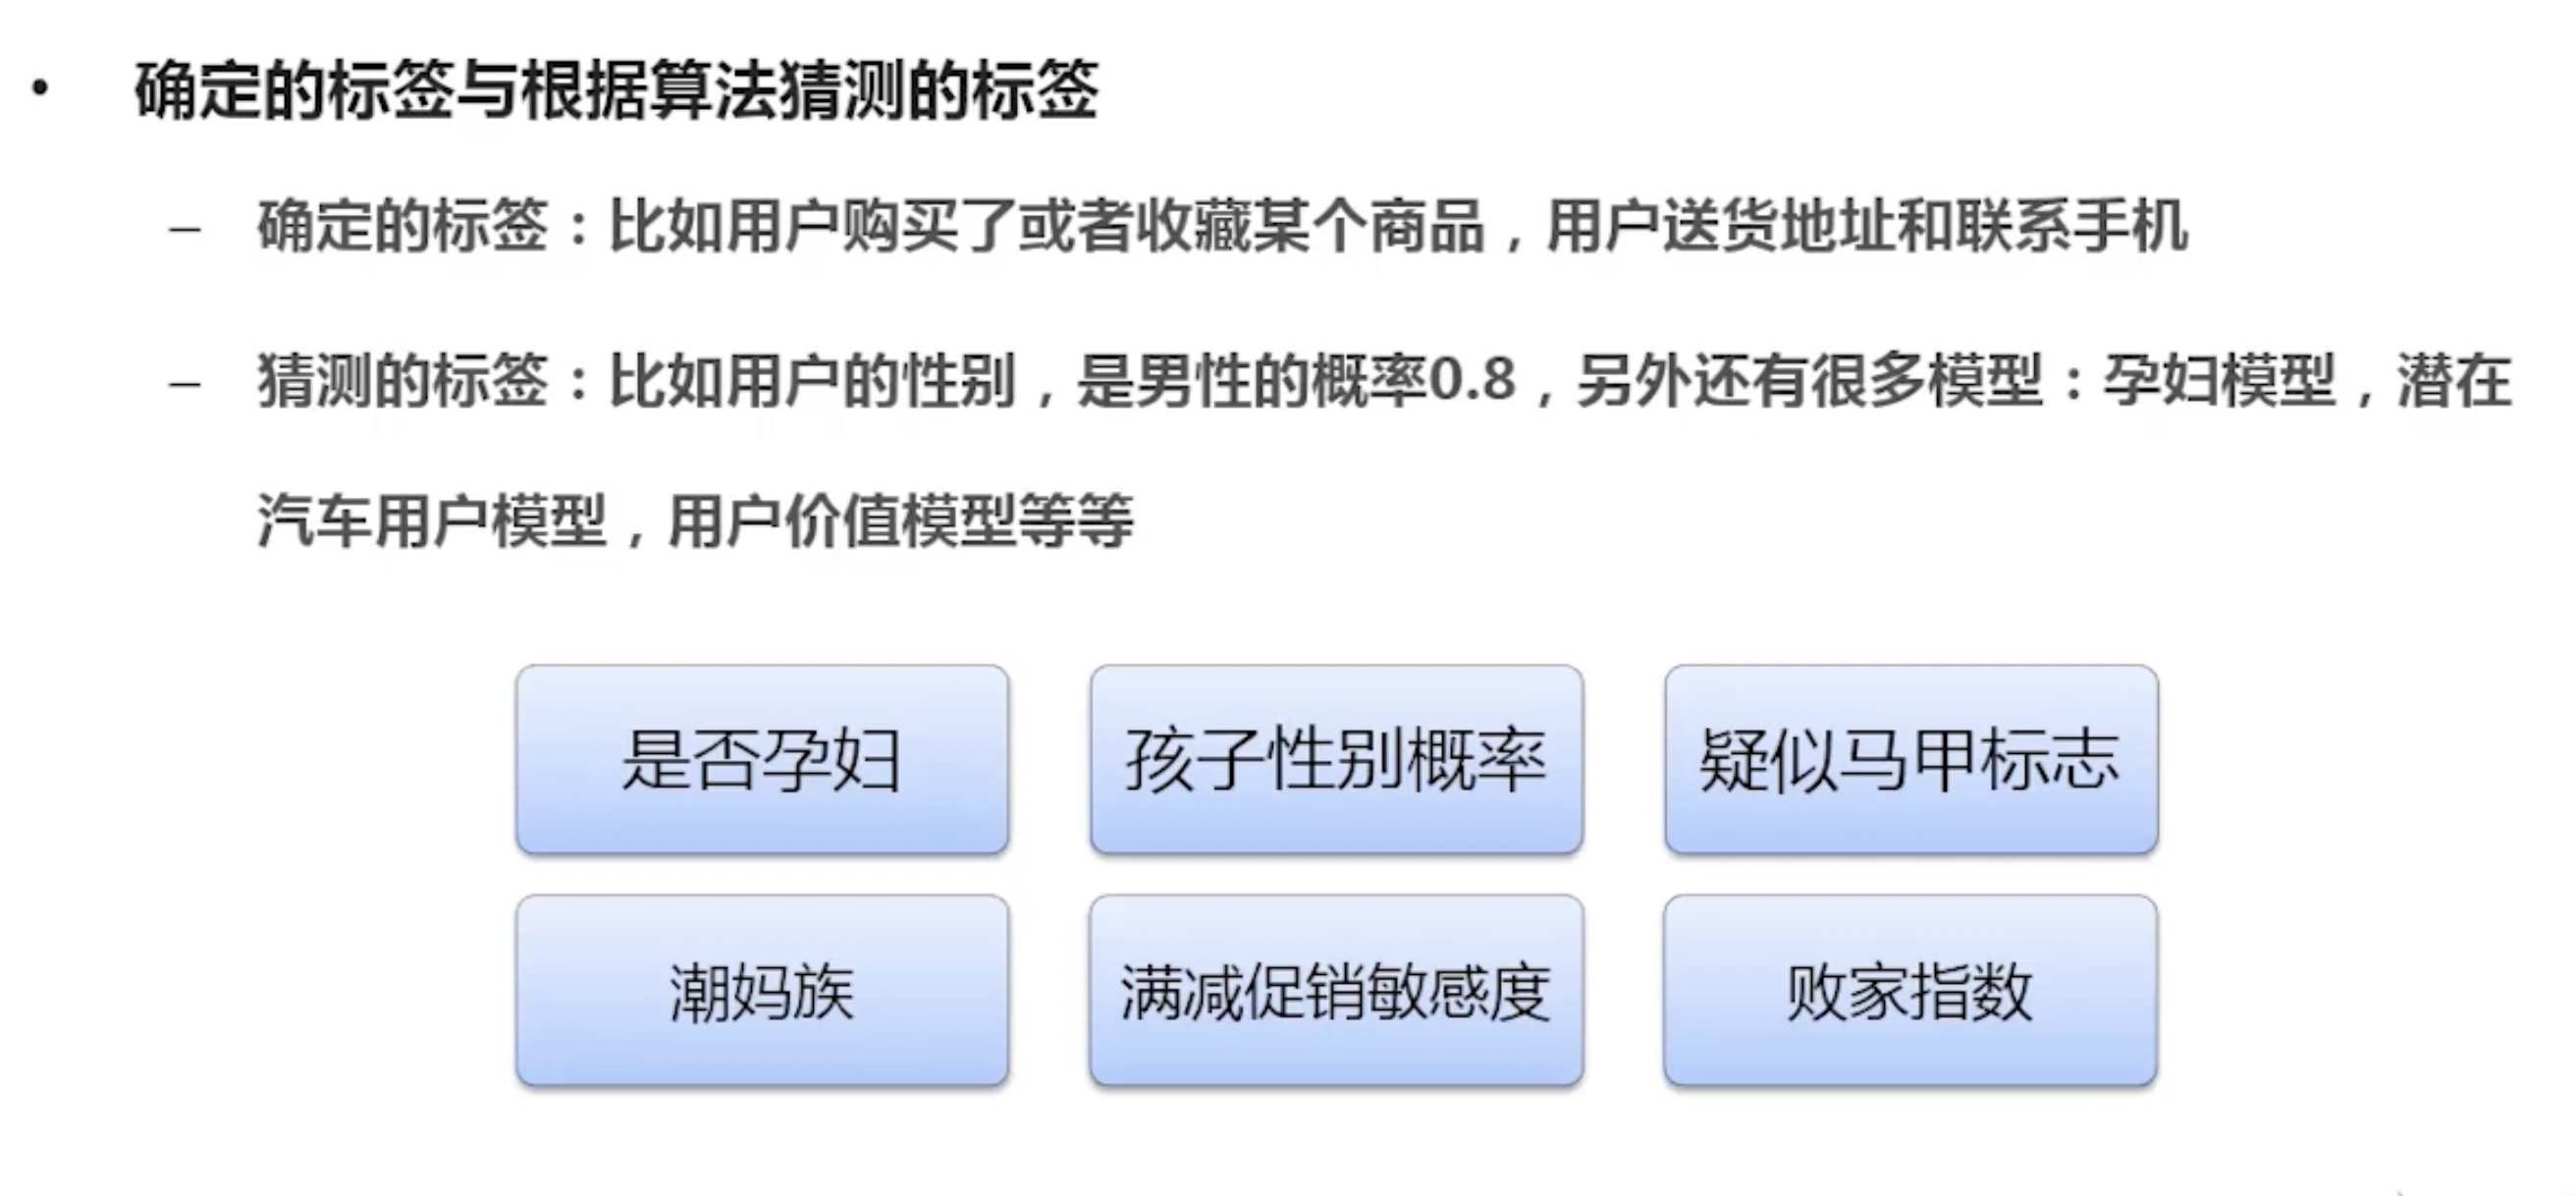 • 确定的标签与根据算法猜测的标签
– 确定的标签：比如用户购买了或者收藏某个商品，用户送货地址和联系手机
– 猜测的标签：比如用户的性别，是男性的概率0.8，另外还有很多模型：孕妇模型，潜在
汽车用户模型，用户价值模型等等
是否孕妇
孩子性别概率
疑似马甲标志
潮妈族
满减促销敏感度
败家指数